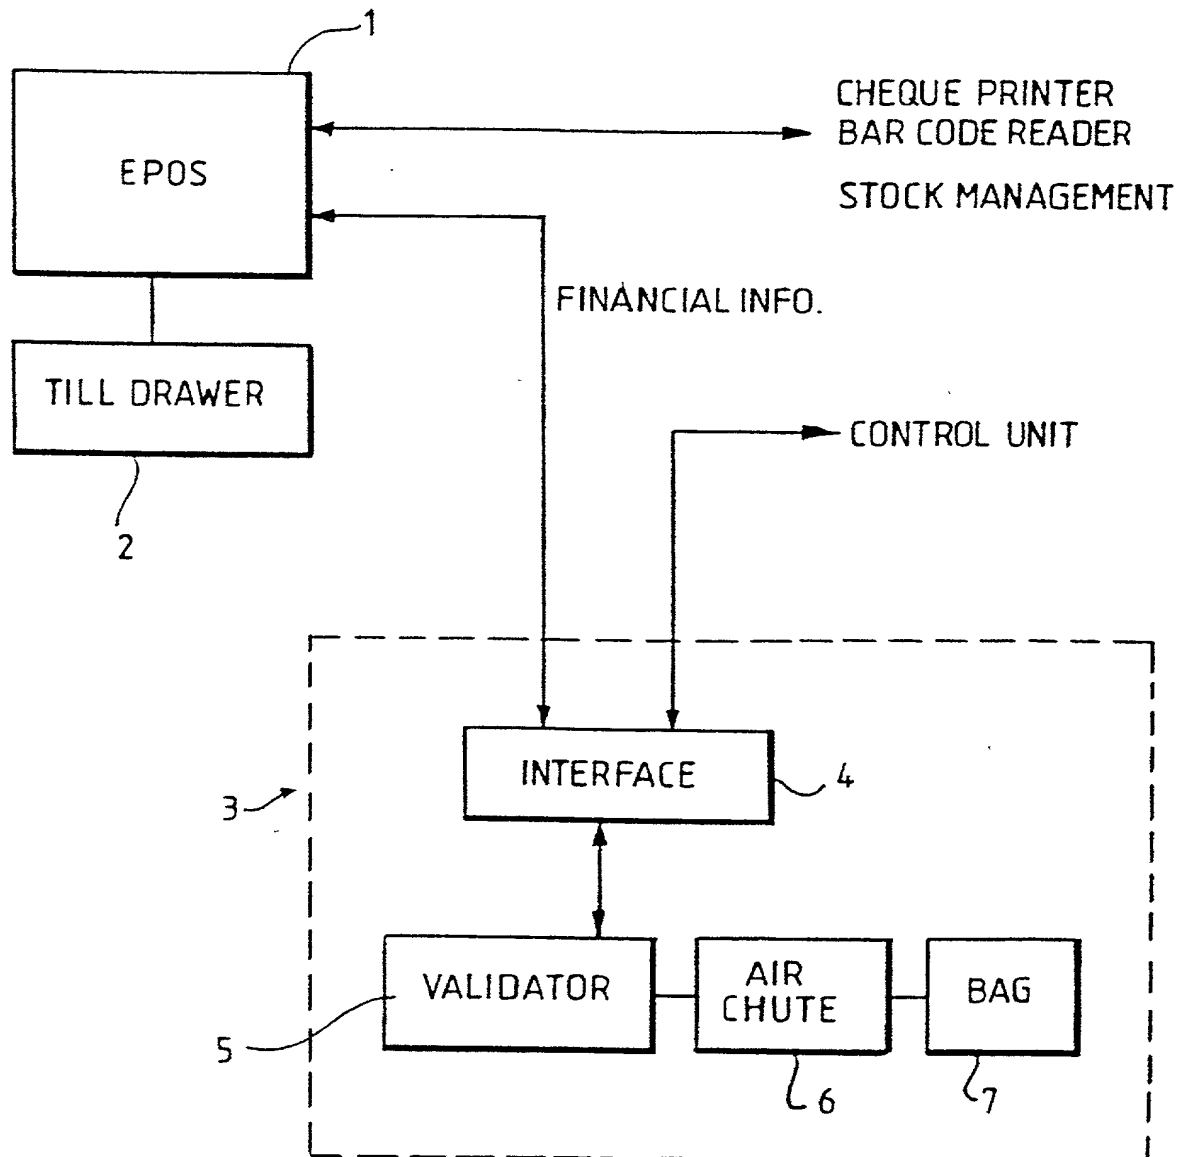 1
CHEQUE PRINTER
BAR CODE READER
STOCK MANAGEMENT
EPOS
FINANCIAL INFO.
TILL DRAWER
CONTROL UNIT
2
INTERFACE
4
3
VALIDATOR
AIR
CHUTE
BAG
5
6
7